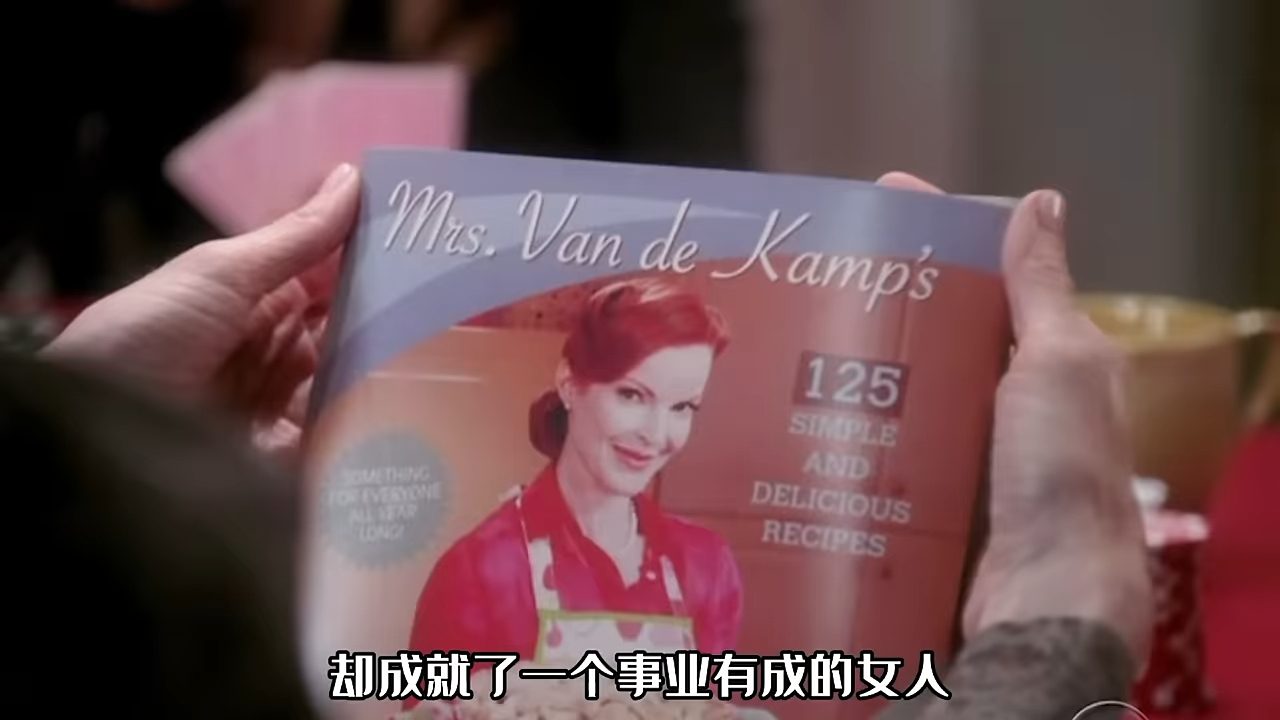 Mrs. Van de Kamp's
125
SIMPLE
AND
DELICIOUS
RECIPES
SOMETHING
FOR EVERYONE
ALL YEAR
LONG!
却成就了一个事业有成的女人